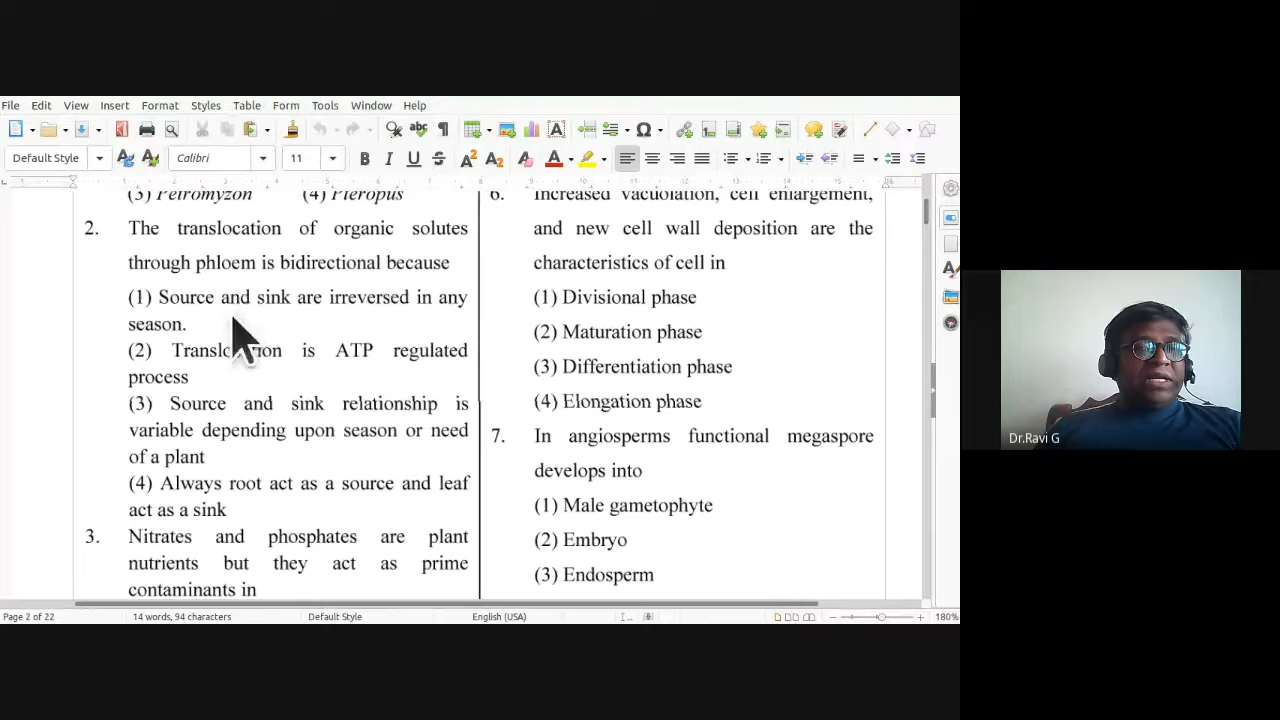 File Edit View Insert Format Styles Table Form Tools Window Help
Default Style Calibri 11
(3) Petromyzon (4) Pteropus
2. The translocation of organic solutes
through phloem is bidirectional because
(1) Source and sink are irreversed in any
season.
(2) Translocation is ATP regulated
process
(3) Source and sink relationship is
variable depending upon season or need
of a plant
(4) Always root act as a source and leaf
act as a sink
3. Nitrates and phosphates are plant
nutrients but they act as prime
contaminants in
6. Increased vacuolation, cell enlargement,
and new cell wall deposition are the
characteristics of cell in
(1) Divisional phase
(2) Maturation phase
(3) Differentiation phase
(4) Elongation phase
7. In angiosperms functional megaspore
develops into
(1) Male gametophyte
(2) Embryo
(3) Endosperm
Page 2 of 22 14 words, 94 characters Default Style English (USA) 180%
Dr.Ravi G